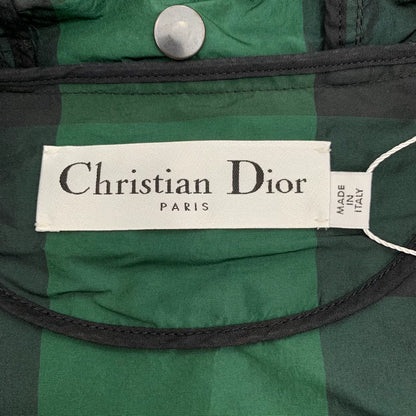 Christian Dior
PARIS
MADE
IN
ITALY